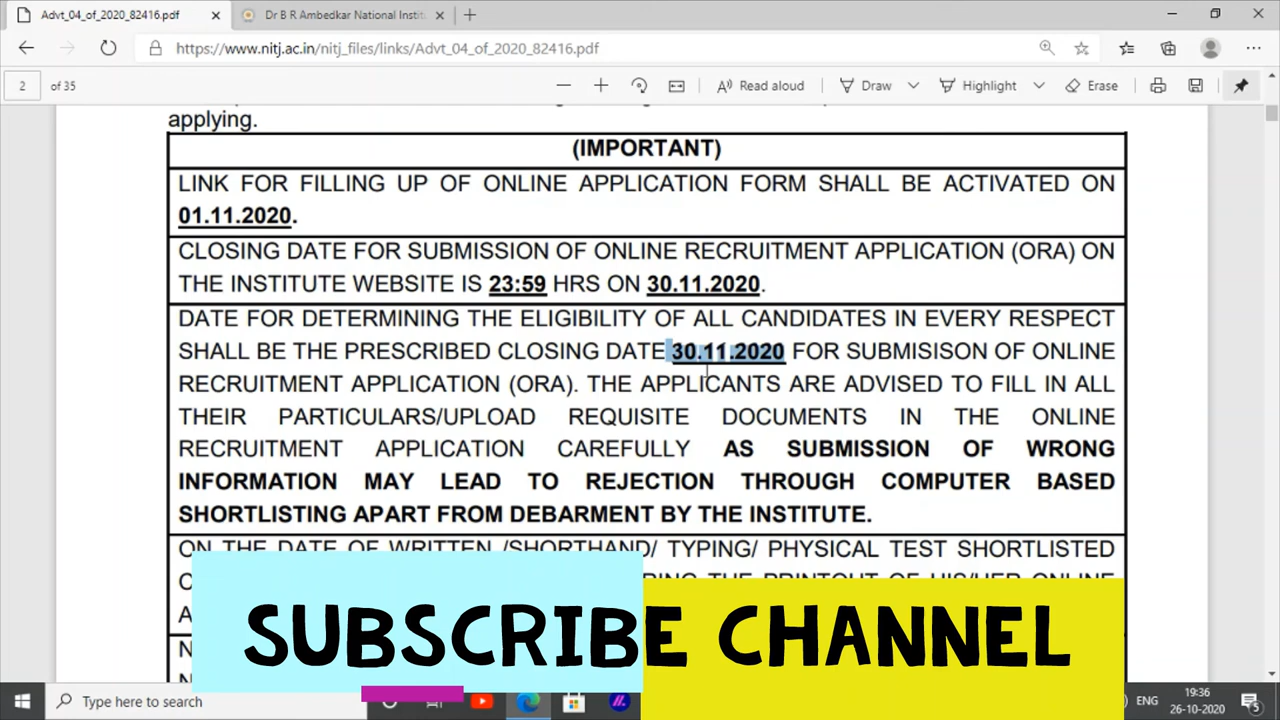 Advt_04_of_2020_82416.pdf
Dr B R Ambedkar National Instit
https://www.nitj.ac.in/nitj_files/links/Advt_04_of_2020_82416.pdf
2 of 35
Read aloud
Draw
Highlight
Erase
applying.
(IMPORTANT)
LINK FOR FILLING UP OF ONLINE APPLICATION FORM SHALL BE ACTIVATED ON
01.11.2020.
CLOSING DATE FOR SUBMISSION OF ONLINE RECRUITMENT APPLICATION (ORA) ON
THE INSTITUTE WEBSITE IS 23:59 HRS ON 30.11.2020.
DATE FOR DETERMINING THE ELIGIBILITY OF ALL CANDIDATES IN EVERY RESPECT
SHALL BE THE PRESCRIBED CLOSING DATE 30.11.2020 FOR SUBMISISON OF ONLINE
RECRUITMENT APPLICATION (ORA). THE APPLICANTS ARE ADVISED TO FILL IN ALL
THEIR PARTICULARS/UPLOAD REQUISITE DOCUMENTS IN THE ONLINE
RECRUITMENT APPLICATION CAREFULLY AS SUBMISSION OF WRONG
INFORMATION MAY LEAD TO REJECTION THROUGH COMPUTER BASED
SHORTLISTING APART FROM DEBARMENT BY THE INSTITUTE.
ON THE DATE OF WRITTEN /SHORTHAND/ TYPING/ PHYSICAL TEST SHORTLISTED
THE PRINTOUT OF HIS/HER ONLINE
SUBSCRIBE CHANNEL
Type here to search
ENG
19:36
26-10-2020
5